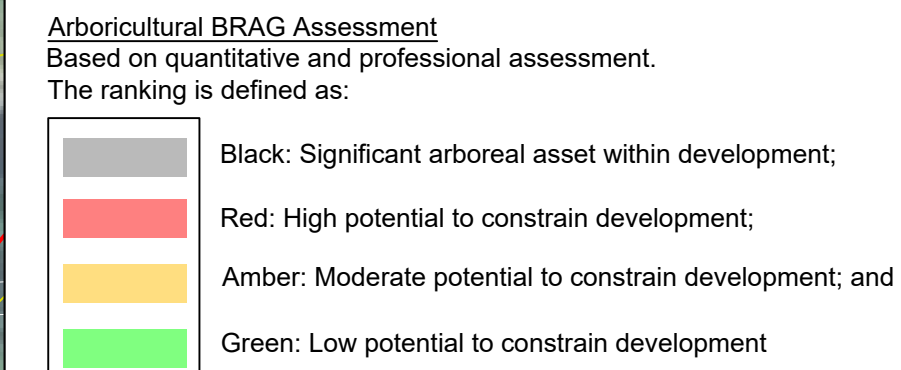 Arboricultural BRAG Assessment
Based on quantitative and professional assessment.
The ranking is defined as:
Black: Significant arboreal asset within development;
Red: High potential to constrain development;
Amber: Moderate potential to constrain development; and
Green: Low potential to constrain development